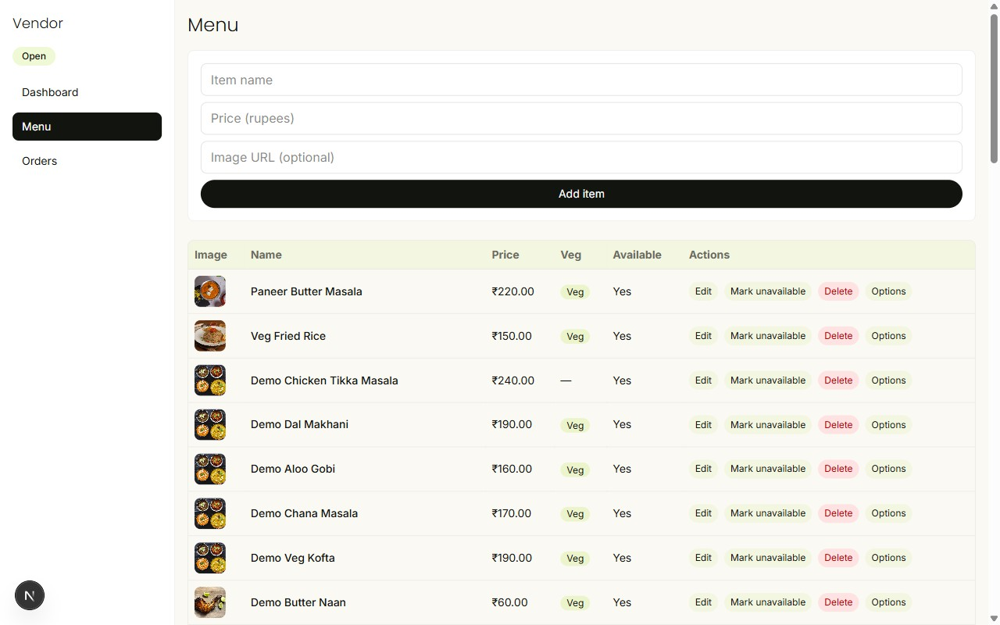 Vendor
Open
Dashboard
Menu
Orders
Menu
Item name
Price (rupees)
Image URL (optional)
Add item
Image Name Price Veg Available Actions
Paneer Butter Masala ₹220.00 Veg Yes Edit Mark unavailable Delete Options
Veg Fried Rice ₹150.00 Veg Yes Edit Mark unavailable Delete Options
Demo Chicken Tikka Masala ₹240.00 — Yes Edit Mark unavailable Delete Options
Demo Dal Makhani ₹190.00 Veg Yes Edit Mark unavailable Delete Options
Demo Aloo Gobi ₹160.00 Veg Yes Edit Mark unavailable Delete Options
Demo Chana Masala ₹170.00 Veg Yes Edit Mark unavailable Delete Options
Demo Veg Kofta ₹190.00 Veg Yes Edit Mark unavailable Delete Options
Demo Butter Naan ₹60.00 Veg Yes Edit Mark unavailable Delete Options
N